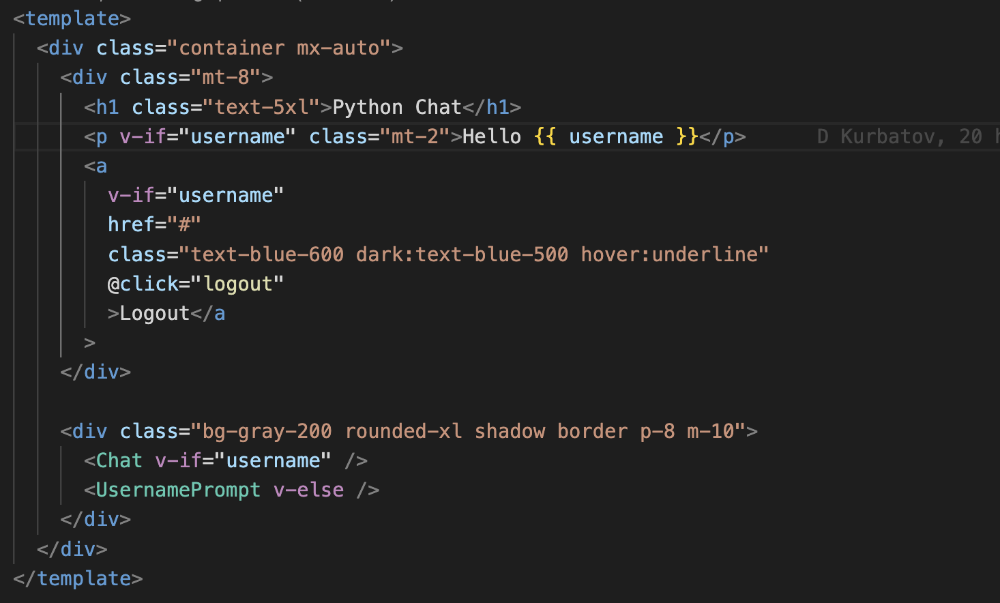 <template>
<div class="container mx-auto">
<div class="mt-8">
<h1 class="text-5xl">Python Chat</h1>
<p v-if="username" class="mt-2">Hello {{ username }}</p> D Kurbatov, 20
<a
v-if="username"
href="#"
class="text-blue-600 dark:text-blue-500 hover:underline"
@click="logout"
>Logout</a
>
</div>
<div class="bg-gray-200 rounded-xl shadow border p-8 m-10">
<Chat v-if="username" />
<UsernamePrompt v-else />
</div>
</div>
</template>